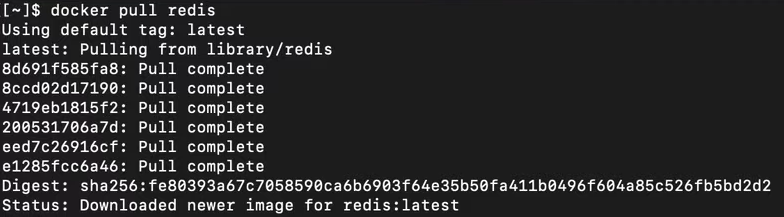 [~]$ docker pull redis
Using default tag: latest
latest: Pulling from library/redis
8d691f585fa8: Pull complete
8ccd02d17190: Pull complete
4719eb1815f2: Pull complete
200531706a7d: Pull complete
eed7c26916cf: Pull complete
e1285fcc6a46: Pull complete
Digest: sha256:fe80393a67c7058590ca6b6903f64e35b50fa411b0496f604a85c526fb5bd2d2
Status: Downloaded newer image for redis:latest